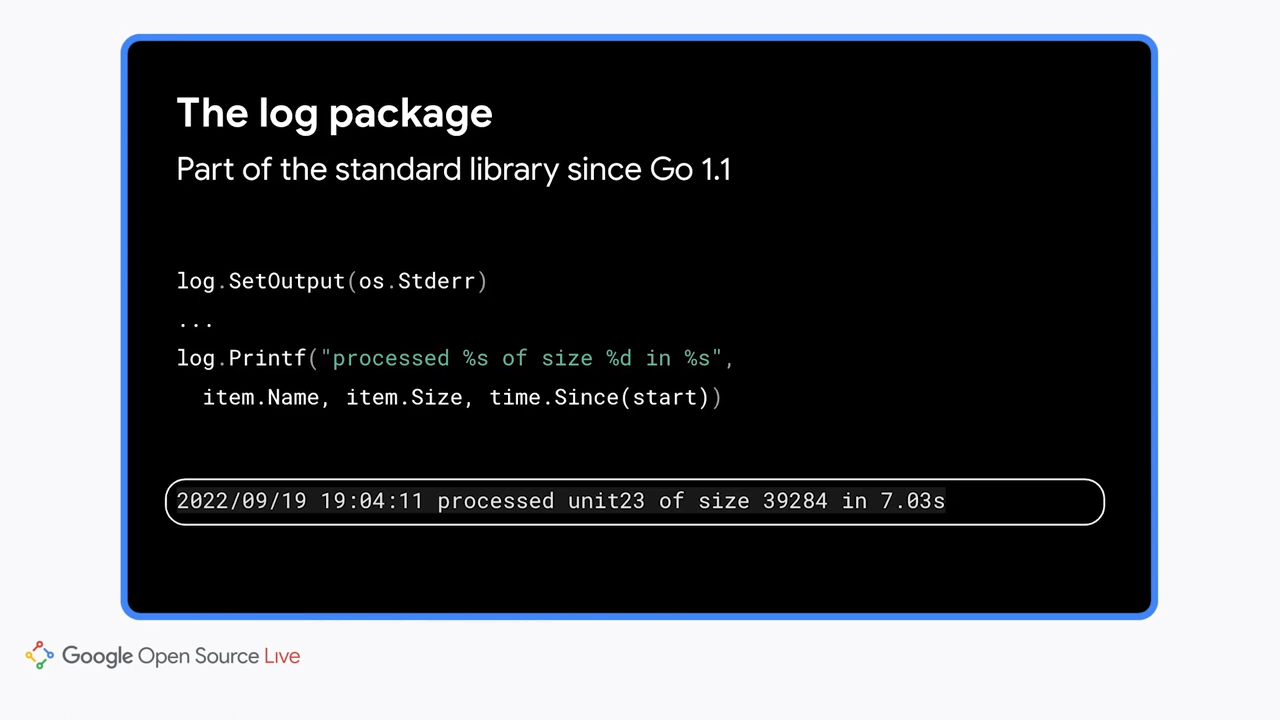 The log package
Part of the standard library since Go 1.1
log.SetOutput(os.Stderr)
...
log.Printf("processed %s of size %d in %s",
item.Name, item.Size, time.Since(start))
2022/09/19 19:04:11 processed unit23 of size 39284 in 7.03s
Google Open Source Live